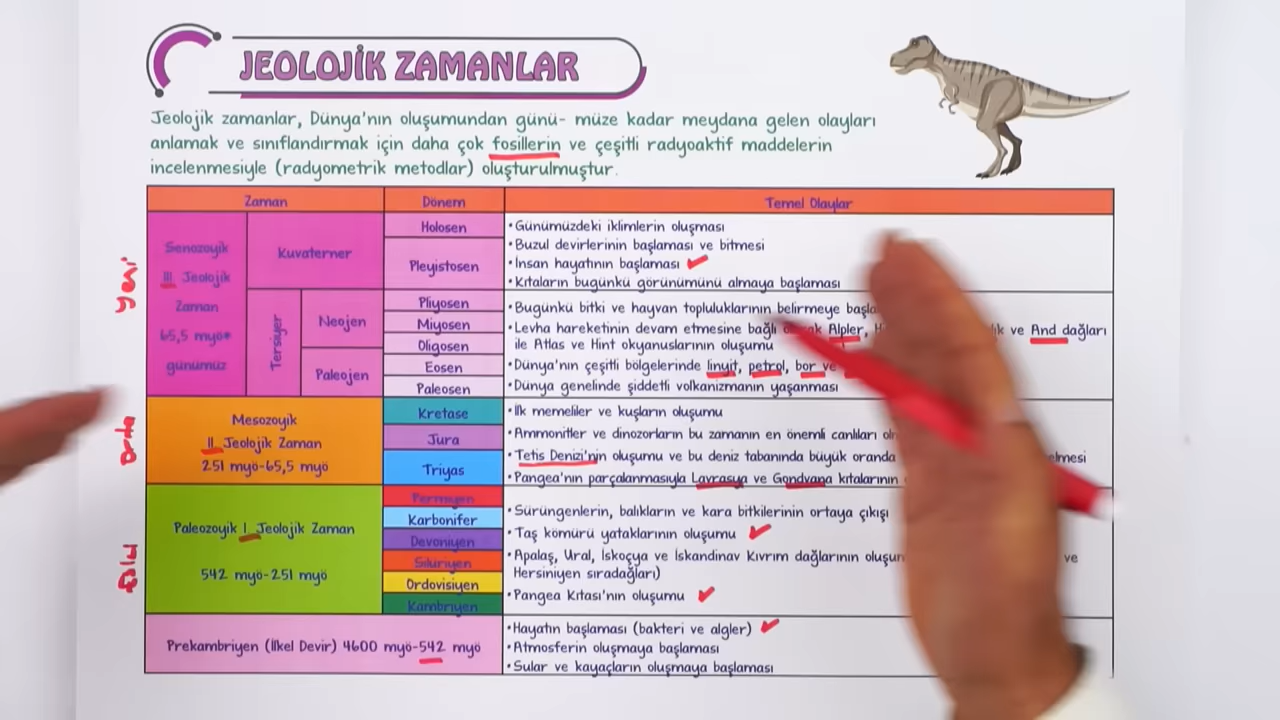 JEOLOJİK ZAMANLAR
Jeolojik zamanlar, Dünya'nın oluşumundan günü- müze kadar meydana gelen olayları
anlamak ve sınıflandırmak için daha çok fosillerin ve çeşitli radyoaktif maddelerin
incelenmesiyle (radyometrik metodlar) oluşturulmuştur.
Zaman
Dönem
Temel Olaylar
yeni
Senozoyik
III Jeolojik
Zaman
65,5 myö*
günümüz
Kuvaterner
Holosen
Pleyistosen
• Günümüzdeki iklimlerin oluşması
• Buzul devirlerinin başlaması ve bitmesi
• İnsan hayatının başlaması
• Kıtaların bugünkü görünümünü almaya başlaması
Tersiyer
Neojen
Paleojen
Pliyosen
Miyosen
Oligosen
Eosen
Paleosen
• Bugünkü bitki ve hayvan topluluklarının belirmeye
• Levha hareketinin devam etmesine bağlı Alpler, ve And dağları
ile Atlas ve Hint okyanuslarının oluşumu
• Dünya'nın çeşitli bölgelerinde linyit, petrol, bor ve
• Dünya genelinde şiddetli volkanizmanın yaşanması
orta
Mesozoyik
II Jeolojik Zaman
251 myö-65,5 myö
Kretase
Jura
Triyas
• İlk memeliler ve kuşların oluşumu
• Ammonitler ve dinozorların bu zamanın en önemli canlıları
• Tetis Denizi'nin oluşumu ve bu deniz tabanında büyük oranda
• Pangea'nın parçalanmasıyla Lavrasya ve Gondvana kıtalarının
Paleozoyik I Jeolojik Zaman
542 myö-251 myö
Permiyen
Karbonifer
Devoniyen
Silüriyen
Ordovisiyen
Kambriyen
• Sürüngenlerin, balıkların ve kara bitkilerinin ortaya çıkışı
• Taş kömürü yataklarının oluşumu
• Apalaş, Ural, İskoçya ve İskandinav Kıvrım dağlarının ve
Hersiniyen sıradağları)
• Pangea Kıtası'nın oluşumu
Prekambriyen (İlkel Devir) 4600 myö-542 myö
• Hayatın başlaması (bakteri ve algler)
• Atmosferin oluşmaya başlaması
• Sular ve kayaçların oluşmaya başlaması